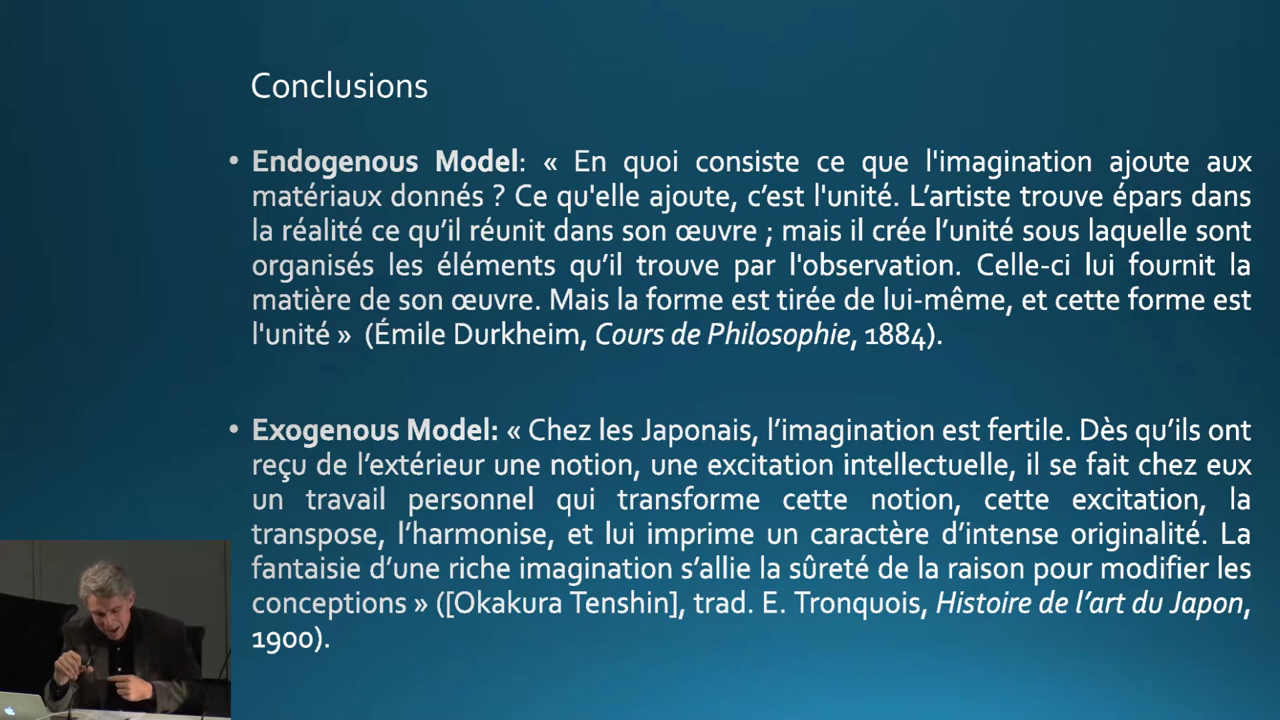 Conclusions
• Endogenous Model: « En quoi consiste ce que l'imagination ajoute aux
matériaux donnés ? Ce qu'elle ajoute, c’est l'unité. L’artiste trouve épars dans
la réalité ce qu’il réunit dans son œuvre ; mais il crée l’unité sous laquelle sont
organisés les éléments qu’il trouve par l'observation. Celle-ci lui fournit la
matière de son œuvre. Mais la forme est tirée de lui-même, et cette forme est
l'unité » (Émile Durkheim, Cours de Philosophie, 1884).
• Exogenous Model: « Chez les Japonais, l’imagination est fertile. Dès qu’ils ont
reçu de l’extérieur une notion, une excitation intellectuelle, il se fait chez eux
un travail personnel qui transforme cette notion, cette excitation, la
transpose, l’harmonise, et lui imprime un caractère d’intense originalité. La
fantaisie d’une riche imagination s’allie la sûreté de la raison pour modifier les
conceptions » ([Okakura Tenshin], trad. E. Tronquois, Histoire de l’art du Japon,
1900).